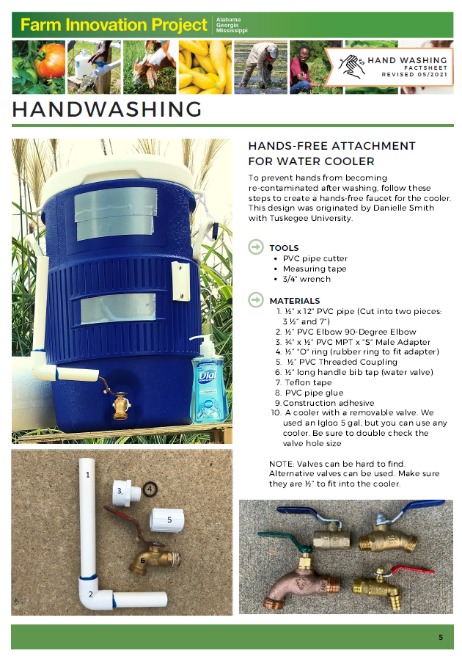 Farm Innovation Project
Alabama
Georgia
Mississippi
HAND WASHING
FACTSHEET
REVISED 05/2021
HANDWASHING
HANDS-FREE ATTACHMENT
FOR WATER COOLER
To prevent hands from becoming
re-contaminated after washing, follow these
steps to create a hands-free faucet for the cooler.
This design was originated by Danielle Smith
with Tuskegee University.
TOOLS
• PVC pipe cutter
• Measuring tape
• 3/4" wrench
MATERIALS
1. ½" x 12" PVC pipe (Cut into two pieces:
3 ½" and 7")
2. ½" PVC Elbow 90-Degree Elbow
3. ¾" x ½" PVC MPT x "S" Male Adapter
4. ½" "O" ring (rubber ring to fit adapter)
5. ½" PVC Threaded Coupling
6. ½" long handle bib tap (water valve)
7. Teflon tape
8. PVC pipe glue
9. Construction adhesive
10. A cooler with a removable valve. We
used an Igloo 5 gal, but you can use any
cooler. Be sure to double check the
valve hole size
NOTE: Valves can be hard to find.
Alternative valves can be used. Make sure
they are ½" to fit into the cooler.
Dial
1
2
3
4
5
6
5